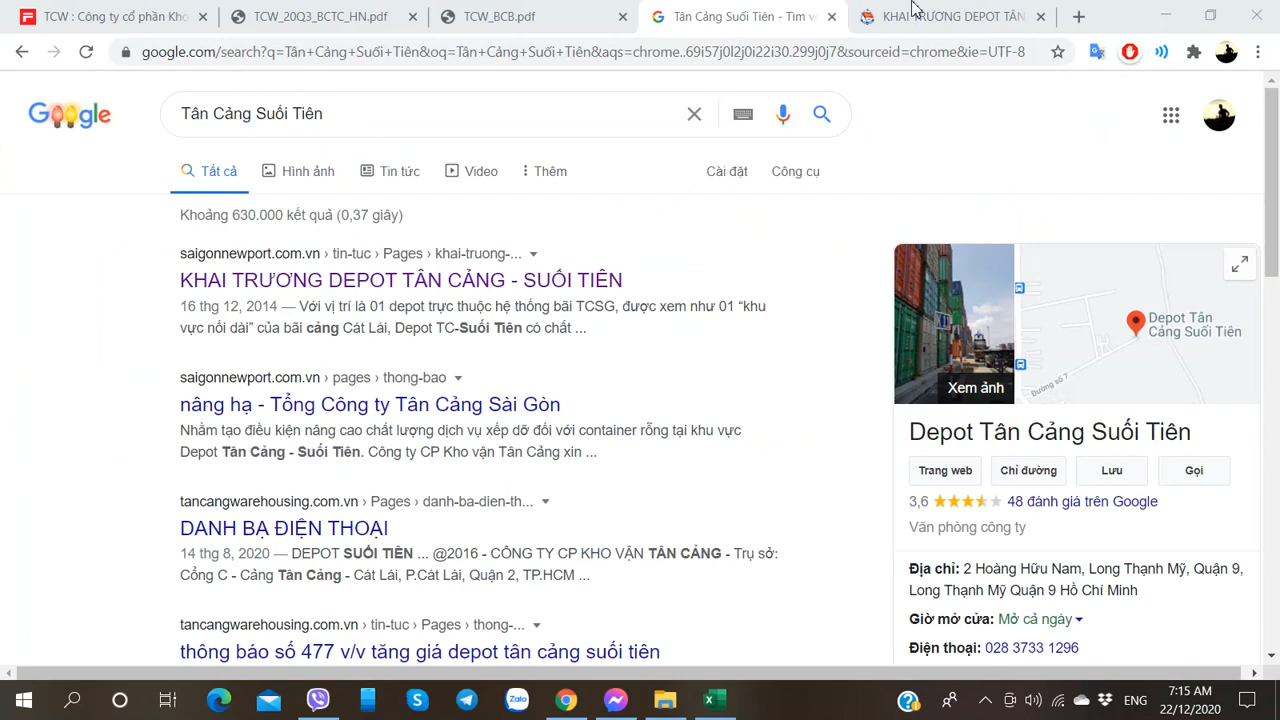 TCW : Công ty cổ phần Kho
TCW_20Q3_BCTC_HN.pdf
TCW_BCB.pdf
Tân Cảng Suối Tiên - Tìm v
KHAI TRƯƠNG DEPOT TÂN
google.com/search?q=Tân+Cảng+Suối+Tiên&oq=Tân+Cảng+Suối+Tiên&aqs=chrome..69i57j0l2j0i22i30.299j0j7&sourceid=chrome&ie=UTF-8
Google
Tân Cảng Suối Tiên
Tất cả
Hình ảnh
Tin tức
Video
Thêm
Cài đặt
Công cụ
Khoảng 630.000 kết quả (0,37 giây)
saigonnewport.com.vn › tin-tuc › Pages › khai-truong-...
KHAI TRƯƠNG DEPOT TÂN CẢNG - SUỐI TIÊN
16 thg 12, 2014 — Với vị trí là 01 depot trực thuộc hệ thống bãi TCSG, được xem như 01 “khu
vực nối dài” của bãi cảng Cát Lái, Depot TC-Suối Tiên có chất ...
saigonnewport.com.vn › pages › thong-bao
nâng hạ - Tổng Công ty Tân Cảng Sài Gòn
Nhằm tạo điều kiện nâng cao chất lượng dịch vụ xếp dỡ đối với container rỗng tại khu vực
Depot Tân Cảng - Suối Tiên. Công ty CP Kho vận Tân Cảng xin ...
tancangwarehousing.com.vn › Pages › danh-ba-dien-th...
DANH BẠ ĐIỆN THOẠI
14 thg 8, 2020 — DEPOT SUỐI TIÊN ... @2016 - CÔNG TY CP KHO VẬN TÂN CẢNG - Trụ sở:
Cổng C - Cảng Tân Cảng - Cát Lái, P.Cát Lái, Quận 2, TP.HCM ...
tancangwarehousing.com.vn › tin-tuc › Pages › thong-...
thông báo số 477 v/v tăng giá depot tân cảng suối tiên
Xem ảnh
Depot Tân
Cảng Suối Tiên
Đường số 7
Depot Tân Cảng Suối Tiên
Trang web
Chỉ đường
Lưu
Gọi
3,6
48 đánh giá trên Google
Văn phòng công ty
Địa chỉ: 2 Hoàng Hữu Nam, Long Thạnh Mỹ, Quận 9,
Long Thạnh Mỹ Quận 9 Hồ Chí Minh
Giờ mở cửa: Mở cả ngày
Điện thoại: 028 3733 1296
Zalo
ENG
7:15 AM
22/12/2020